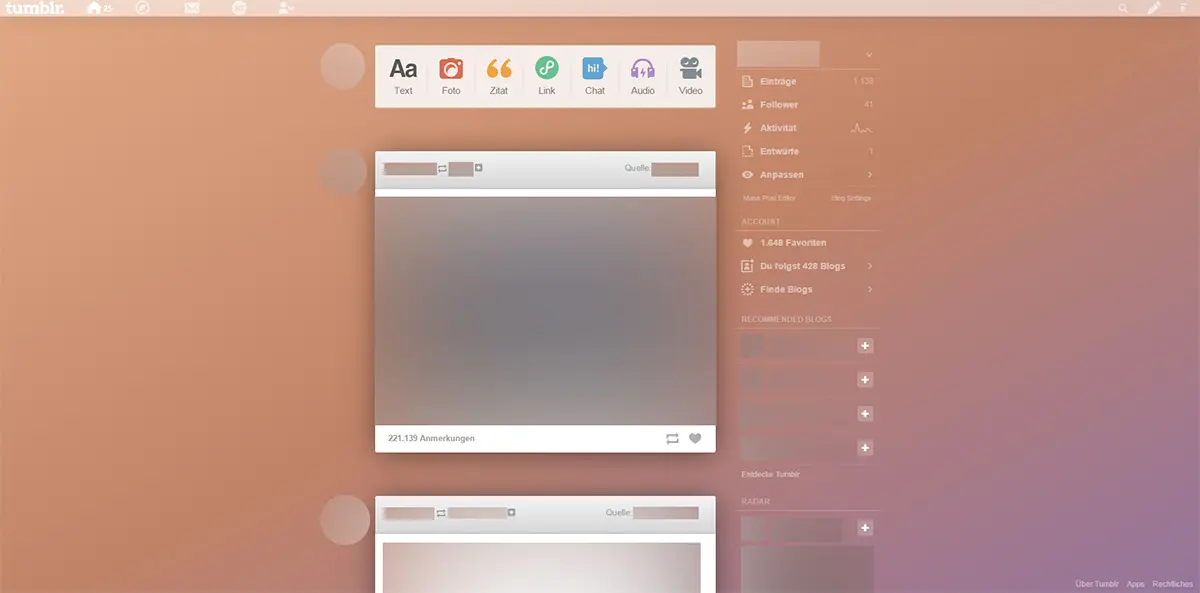 tumblr. 25
Aa
Text Foto Zitat Link hi! Chat Audio Video
Quelle:
221.139 Anmerkungen
Quelle:
Einträge 1.138
Follower 41
Aktivität
Entwürfe 1
Anpassen
Mass Post Editor Blog Settings
ACCOUNT
1.648 Favoriten
Du folgst 428 Blogs
Finde Blogs
RECOMMENDED BLOGS
Entdecke Tumblr
RADAR
Über Tumblr Apps Rechtliches